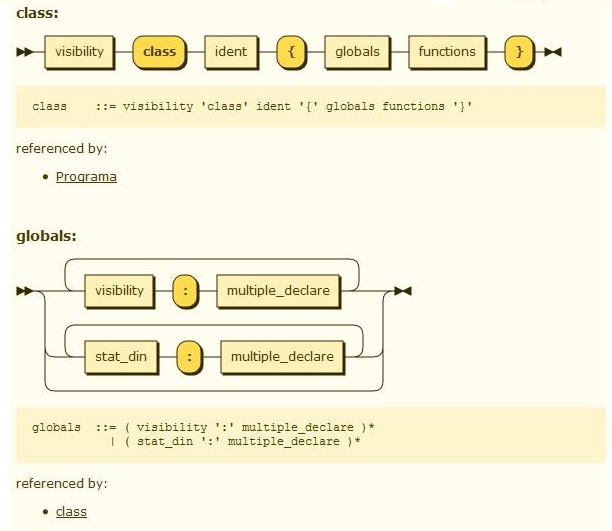 class:
visibility class ident { globals functions }
class ::= visibility 'class' ident '{' globals functions '}'
referenced by:
• Programa
globals:
visibility : multiple_declare
stat_din : multiple_declare
globals ::= ( visibility ':' multiple_declare )*
| ( stat_din ':' multiple_declare )*
referenced by:
• class